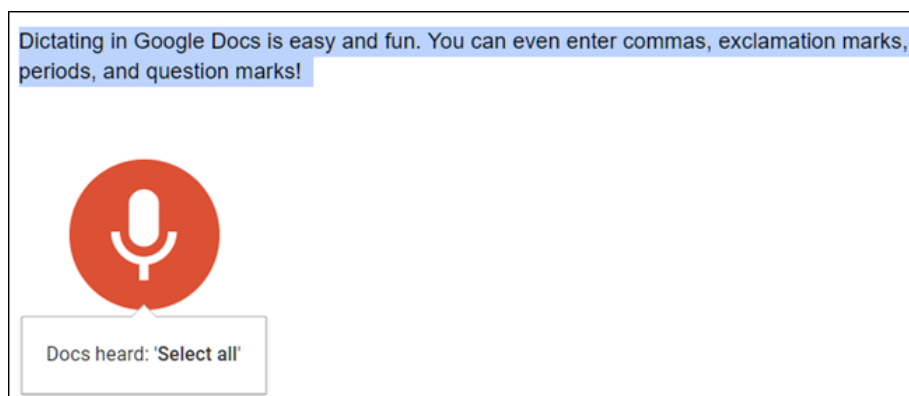 Dictating in Google Docs is easy and fun. You can even enter commas, exclamation marks,
periods, and question marks!
Docs heard: 'Select all'